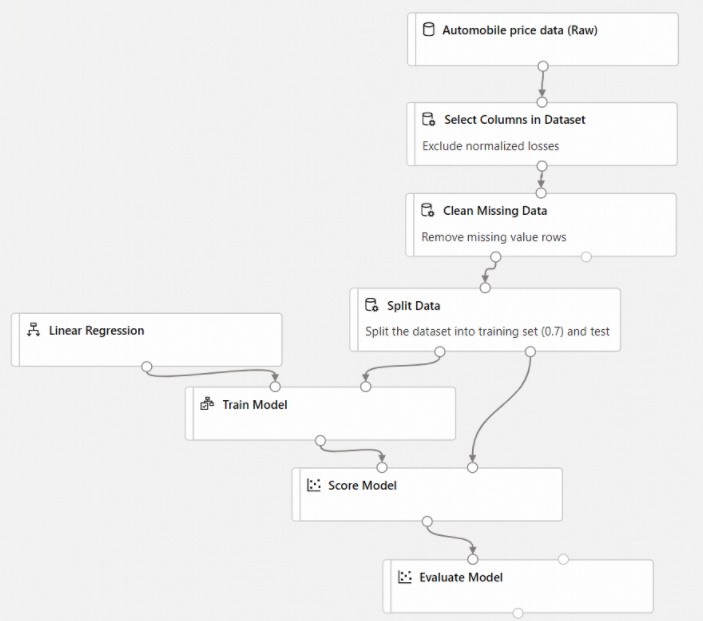 Automobile price data (Raw)
Select Columns in Dataset
Exclude normalized losses
Clean Missing Data
Remove missing value rows
Split Data
Split the dataset into training set (0.7) and test
Linear Regression
Train Model
Score Model
Evaluate Model